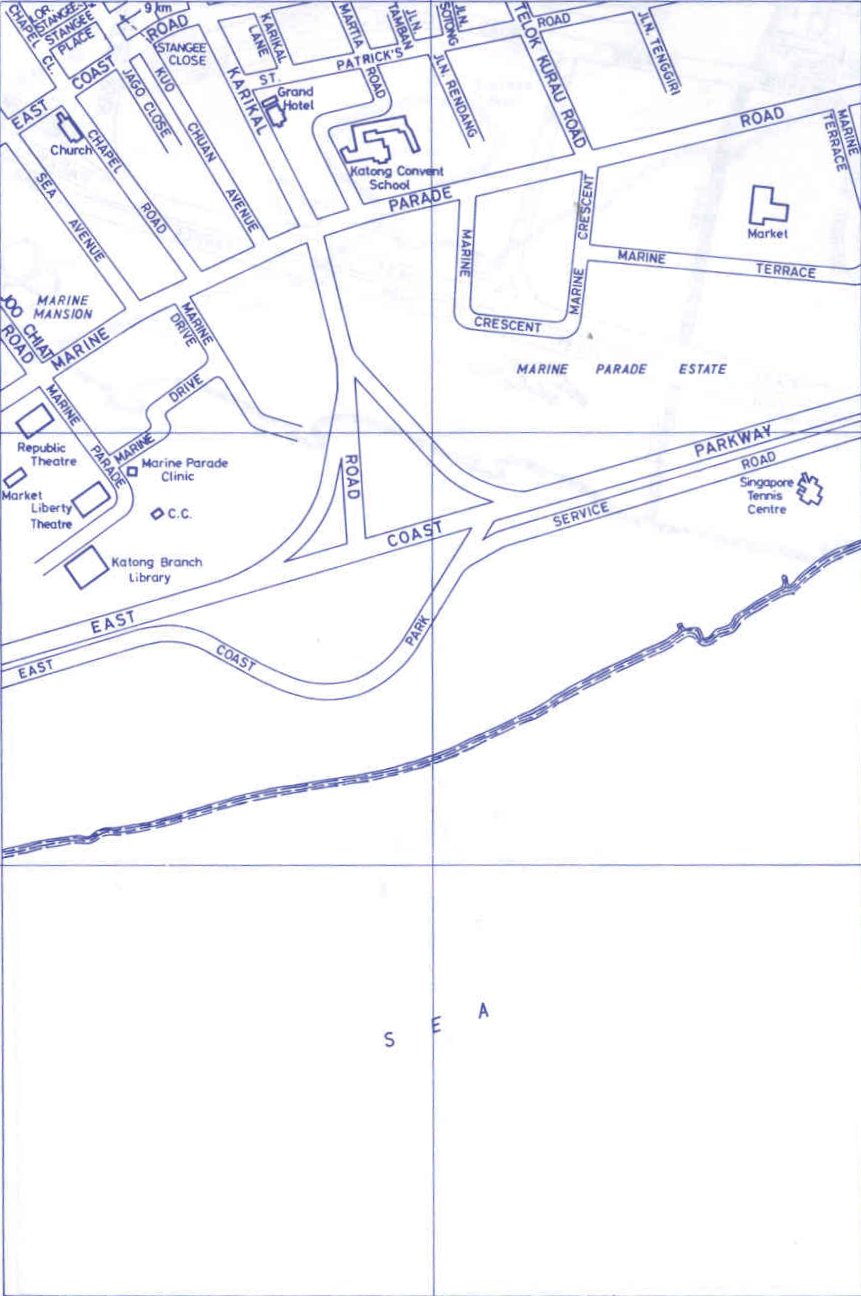 LOR.
STANGEE
STANGEE
PLACE
CHAPEL CL.
9 km
ROAD
STANGEE
CLOSE
KARIKAL
LANE
MARTIA
ROAD
JLN.
TAMBAN
JLN.
SOTONG
TELOK KURAU ROAD
ROAD
JLN. TENGGIRI
EAST COAST
JAGO CLOSE
KUO CHUAN AVENUE
KARIKAL
ST. PATRICK'S
JLN. RENDANG
Grand
Hotel
Church
CHAPEL ROAD
Katong Convent
School
PARADE
ROAD
MARINE
TERRACE
SEA AVENUE
MARINE
CRESCENT
MARINE
CRESCENT
Market
MARINE TERRACE
MARINE
MANSION
JOO CHIAT
ROAD
MARINE
MARINE
DRIVE
MARINE DRIVE
MARINE PARADE
MARINE PARADE ESTATE
Republic
Theatre
Marine Parade
Clinic
Market
Liberty
Theatre
C.C.
Katong Branch
Library
ROAD
PARKWAY
ROAD
SERVICE
Singapore
Tennis
Centre
COAST
EAST
EAST COAST PARK
SEA